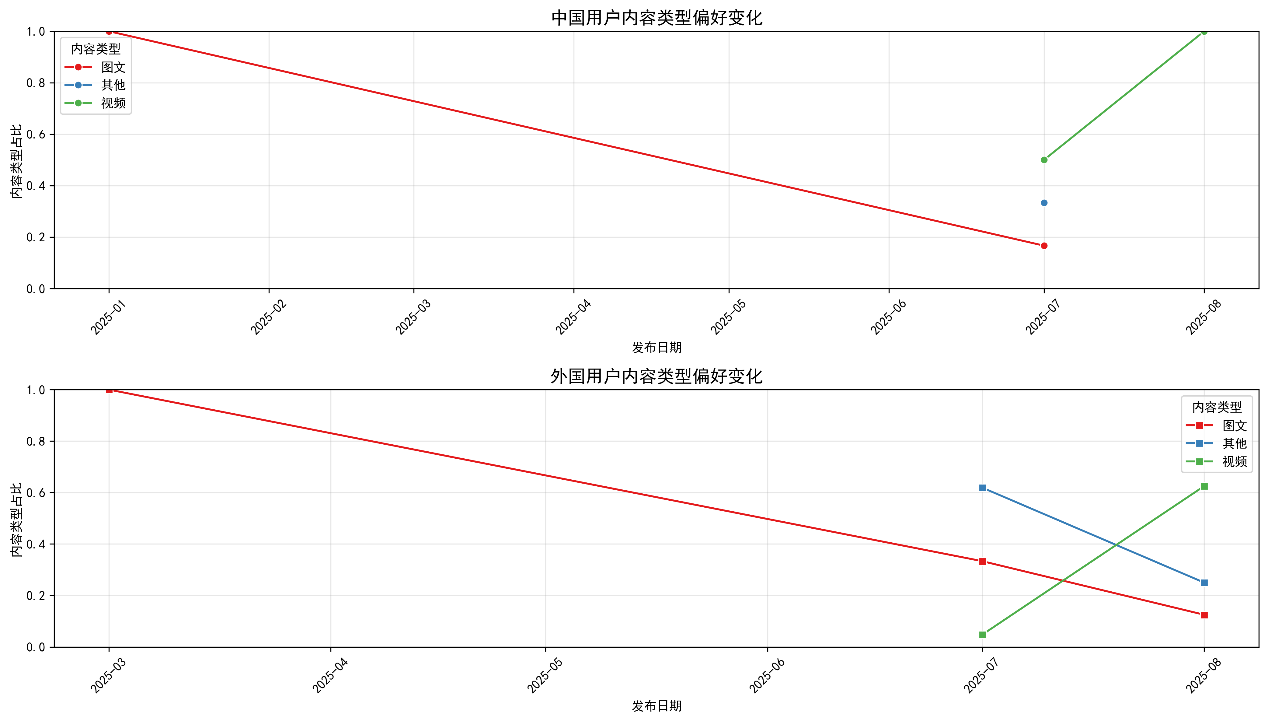 中国用户内容类型偏好变化
1.0
0.8
0.6
0.4
0.2
0.0
内容类型占比
内容类型
图文
其他
视频
2025-01
2025-02
2025-03
2025-04
2025-05
2025-06
2025-07
2025-08
发布日期
外国用户内容类型偏好变化
1.0
0.8
0.6
0.4
0.2
0.0
内容类型占比
内容类型
图文
其他
视频
2025-03
2025-04
2025-05
2025-06
2025-07
2025-08
发布日期